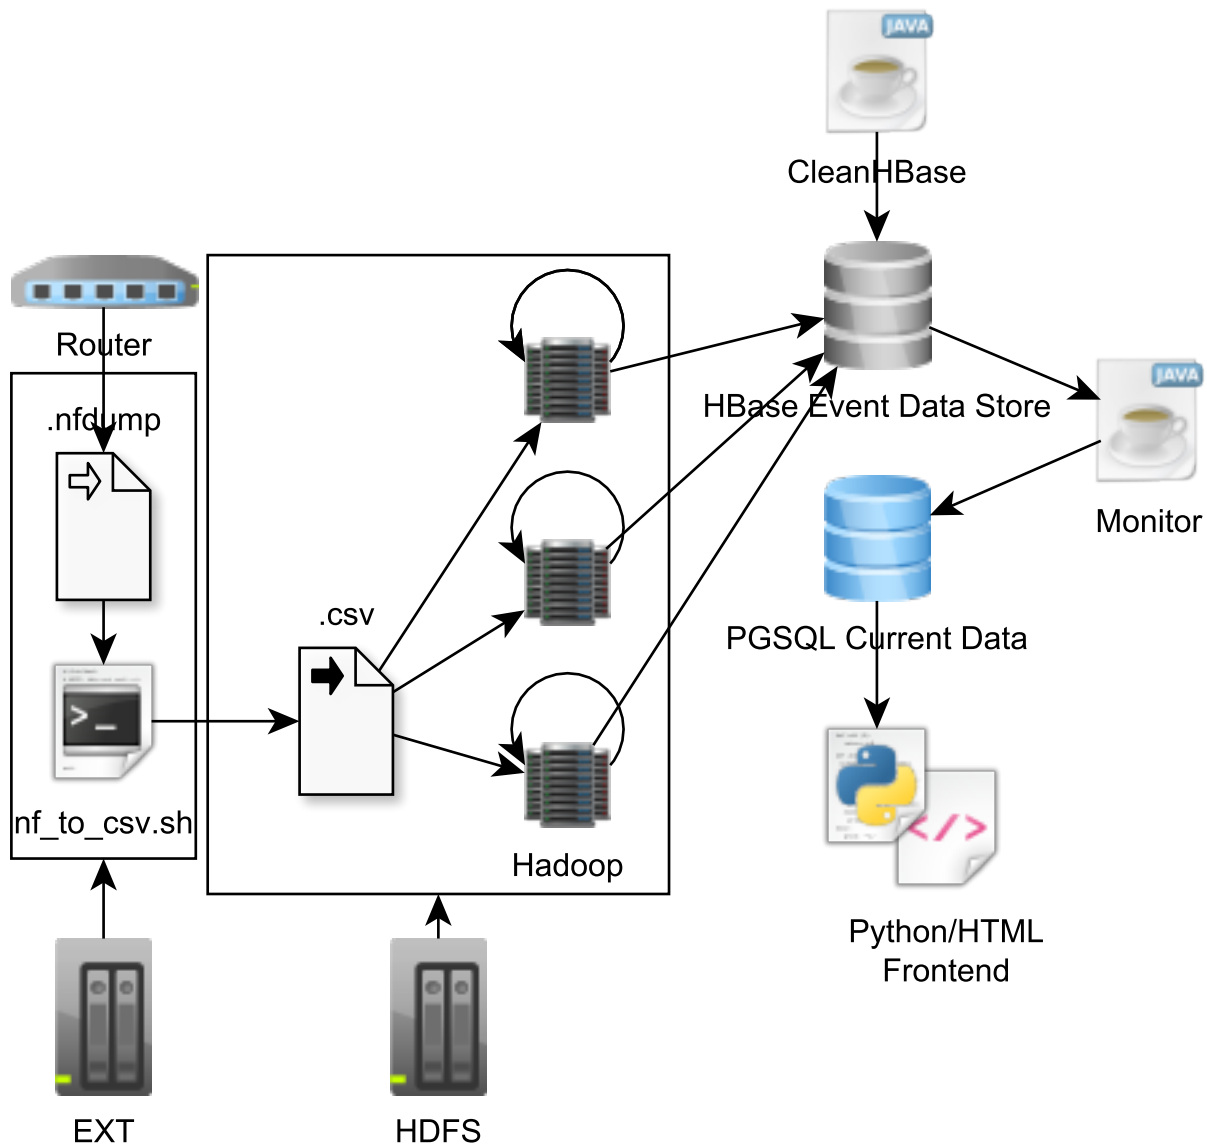 JAVA
CleanHBase
Router
.nfdump
HBase Event Data Store
JAVA
Monitor
.csv
PGSQL Current Data
>_
nf_to_csv.sh
Hadoop
</>
Python/HTML
Frontend
EXT
HDFS